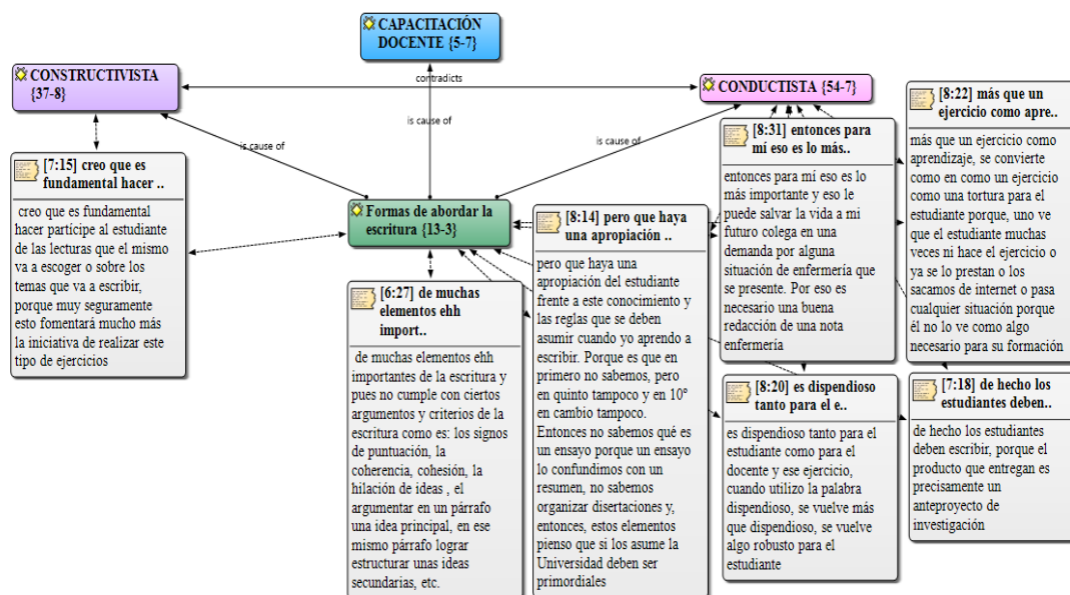 CAPACITACIÓN
DOCENTE {5-7}
CONSTRUCTIVISTA
{37-8}
contradicts
CONDUCTISTA {54-7}
is cause of
is cause of
is cause of
Formas de abordar la
escritura {13-3}
[7:15] creo que es
fundamental hacer ..
creo que es fundamental
hacer participe al estudiante
de las lecturas que el mismo
va a escoger o sobre los
temas que va a escribir,
porque muy seguramente
esto fomentará mucho más
la iniciativa de realizar este
tipo de ejercicios
[6:27] de muchas
elementos ehh
import..
de muchas elementos ehh
importantes de la escritura y
pues no cumple con ciertos
argumentos y criterios de la
escritura como es: los signos
de puntuación, la
coherencia, cohesión, la
hilación de ideas , el
argumentar en un párrafo
una idea principal, en ese
mismo párrafo lograr
estructurar unas ideas
secundarias, etc.
[8:14] pero que haya
una apropiación ..
pero que haya una
apropiación del estudiante
frente a este conocimiento y
las reglas que se deben
asumir cuando yo aprendo a
escribir. Porque es que en
primero no sabemos, pero
en quinto tampoco y en 10°
en cambio tampoco.
Entonces no sabemos qué es
un ensayo porque un ensayo
lo confundimos con un
resumen, no sabemos
organizar disertaciones y,
entonces, estos elementos
pienso que si los asume la
Universidad deben ser
primordiales
[8:31] entonces para
mí eso es lo más..
entonces para mí eso es lo
más importante y eso le
puede salvar la vida a mi
futuro colega en una
demanda por alguna
situación de enfermería que
se presente. Por eso es
necesario una buena
redacción de una nota
enfermería
[8:22] más que un
ejercicio como apre..
más que un ejercicio como
aprendizaje, se convierte
como en como un ejercicio
como una tortura para el
estudiante porque, uno ve
que el estudiante muchas
veces ni hace el ejercicio o
ya se lo prestan o los
sacamos de internet o pasa
cualquier situación porque
él no lo ve como algo
necesario para su formación
[8:20] es dispendioso
tanto para el e..
es dispendioso tanto para el
estudiante como para el
docente y ese ejercicio,
cuando utilizo la palabra
dispendioso, se vuelve más
que dispendioso, se vuelve
algo robusto para el
estudiante
[7:18] de hecho los
estudiantes deben..
de hecho los estudiantes
deben escribir, porque el
producto que entregan es
precisamente un
anteproyecto de
investigación